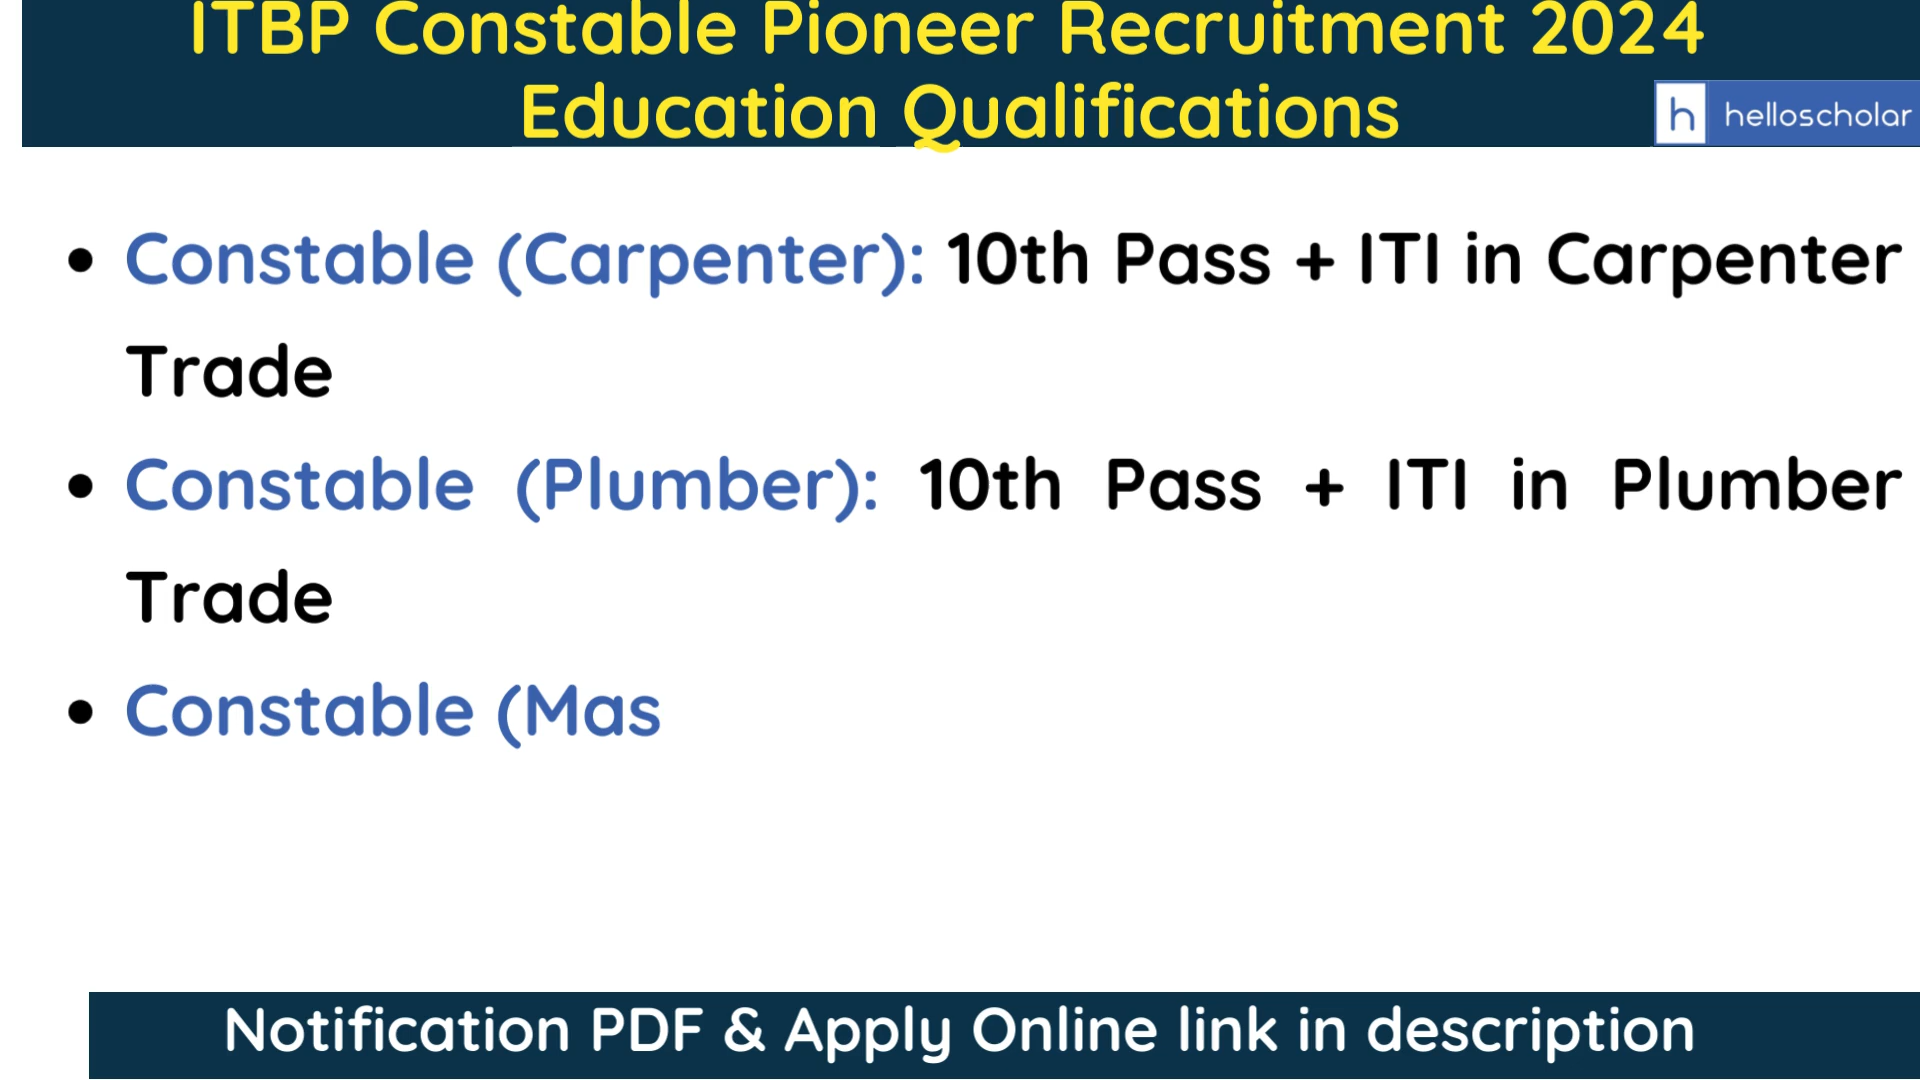 ITBP Constable Pioneer Recruitment 2024
Education Qualifications
h helloscholar
• Constable (Carpenter): 10th Pass + ITI in Carpenter
Trade
• Constable (Plumber): 10th Pass + ITI in Plumber
Trade
• Constable (Mas
Notification PDF & Apply Online link in description